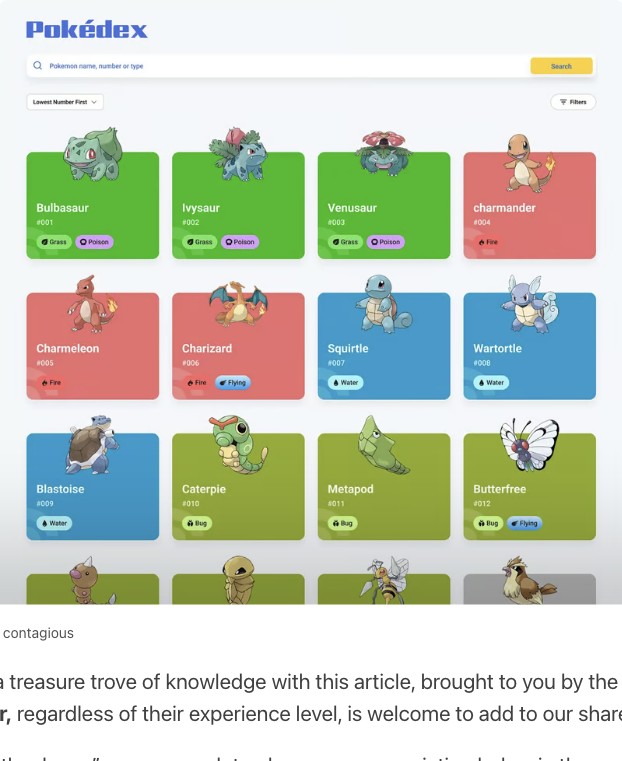 Pokédex
Pokemon name, number or type
Search
Lowest Number First
Filters
Bulbasaur
#001
Grass Poison
Ivysaur
#002
Grass Poison
Venusaur
#003
Grass Poison
charmander
#004
Fire
Charmeleon
#005
Fire
Charizard
#006
Fire Flying
Squirtle
#007
Water
Wartortle
#008
Water
Blastoise
#009
Water
Caterpie
#010
Bug
Metapod
#011
Bug
Butterfree
#012
Bug Flying
contagious
a treasure trove of knowledge with this article, brought to you by the
r, regardless of their experience level, is welcome to add to our share